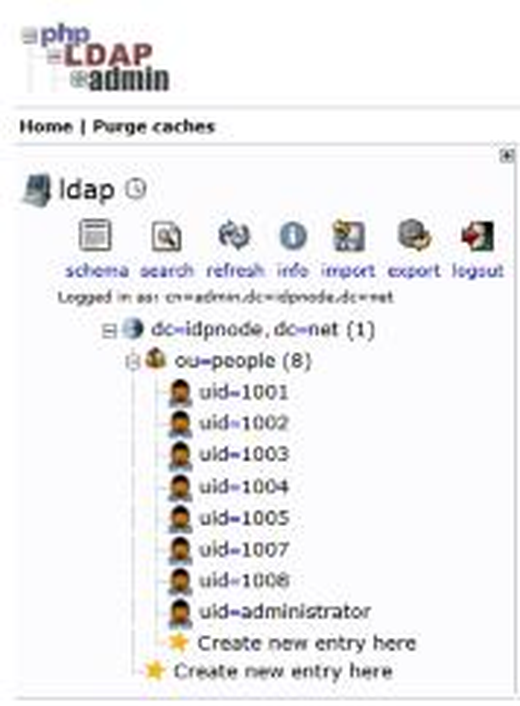 php
LDAP
admin
Home | Purge caches
ldap
schema search refresh info import export logout
Logged in as: cn=admin,dc=idpnode,dc=net
dc=idpnode, dc=net (1)
ou=people (8)
uid=1001
uid=1002
uid=1003
uid=1004
uid=1005
uid=1007
uid=1008
uid=administrator
Create new entry here
Create new entry here